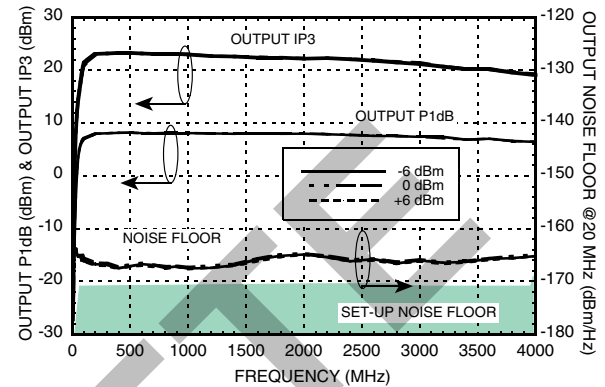 30
20
10
0
-10
-20
-30
OUTPUT P1dB (dBm) & OUTPUT IP3 (dBm)
OUTPUT IP3
OUTPUT P1dB
-6 dBm
0 dBm
+6 dBm
NOISE FLOOR
SET-UP NOISE FLOOR
-120
-130
-140
-150
-160
-170
-180
OUTPUT NOISE FLOOR @20 MHz (dBm/Hz)
0 500 1000 1500 2000 2500 3000 3500 4000
FREQUENCY (MHz)